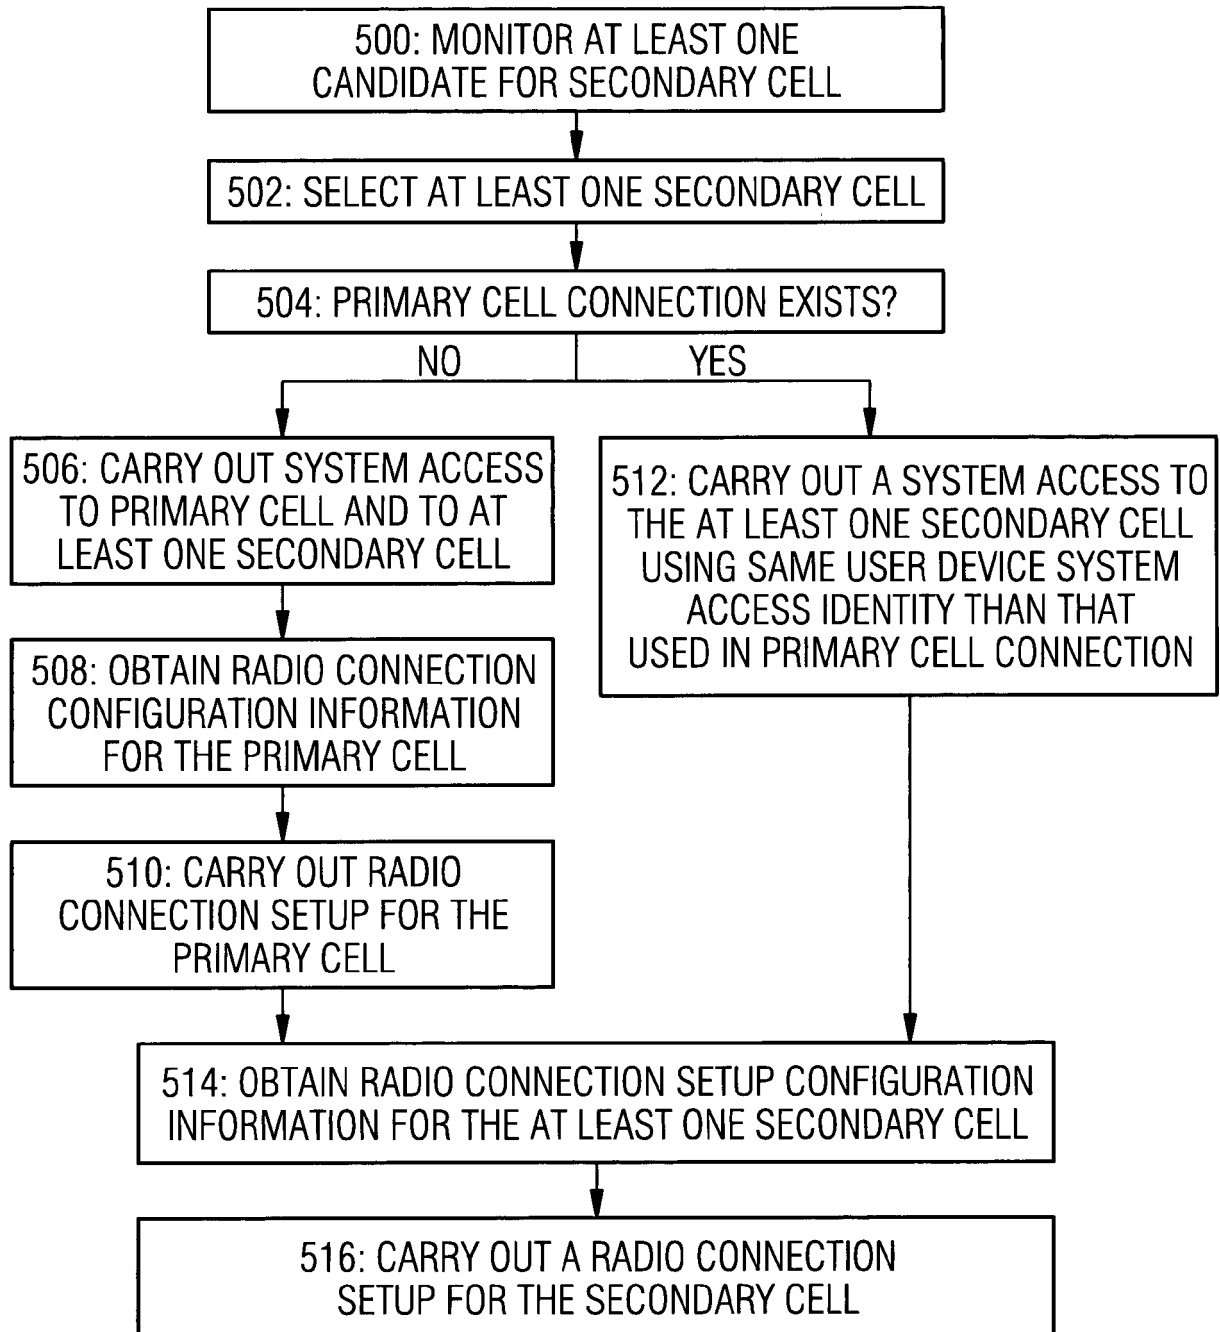 500: MONITOR AT LEAST ONE
CANDIDATE FOR SECONDARY CELL
502: SELECT AT LEAST ONE SECONDARY CELL
504: PRIMARY CELL CONNECTION EXISTS?
NO
YES
506: CARRY OUT SYSTEM ACCESS
TO PRIMARY CELL AND TO AT
LEAST ONE SECONDARY CELL
512: CARRY OUT A SYSTEM ACCESS TO
THE AT LEAST ONE SECONDARY CELL
USING SAME USER DEVICE SYSTEM
ACCESS IDENTITY THAN THAT
USED IN PRIMARY CELL CONNECTION
508: OBTAIN RADIO CONNECTION
CONFIGURATION INFORMATION
FOR THE PRIMARY CELL
510: CARRY OUT RADIO
CONNECTION SETUP FOR THE
PRIMARY CELL
514: OBTAIN RADIO CONNECTION SETUP CONFIGURATION
INFORMATION FOR THE AT LEAST ONE SECONDARY CELL
516: CARRY OUT A RADIO CONNECTION
SETUP FOR THE SECONDARY CELL